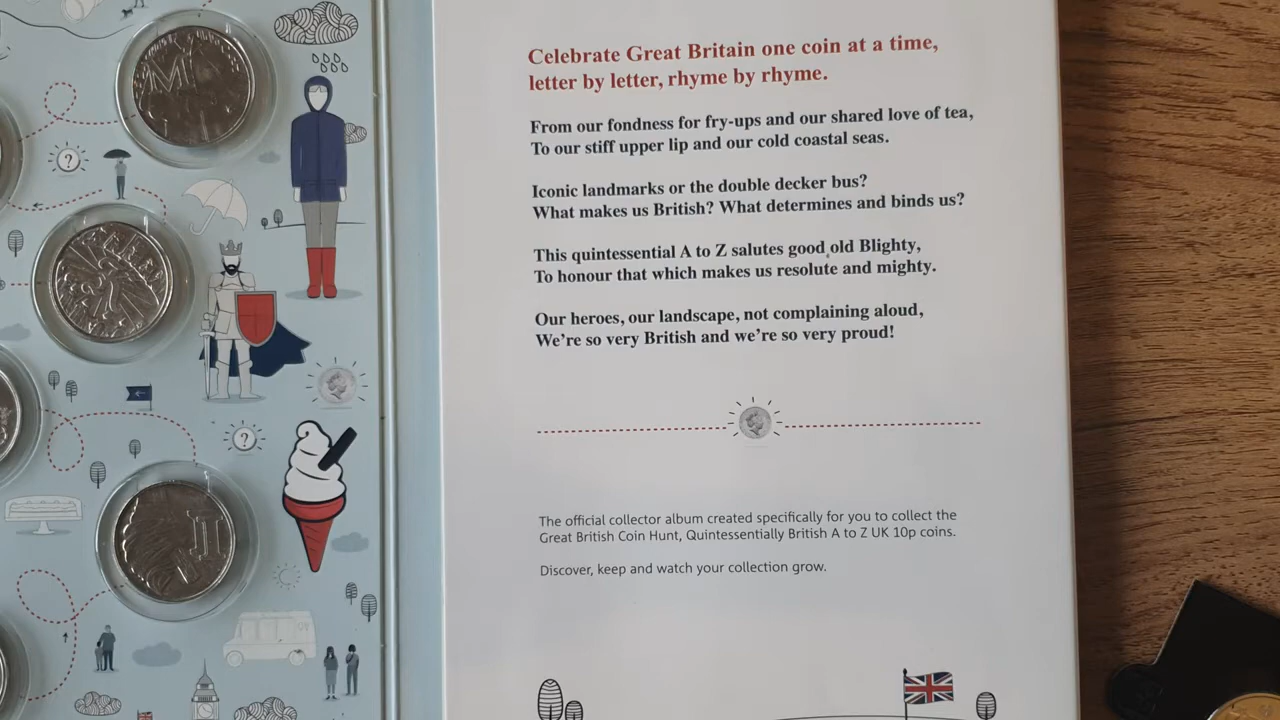 Celebrate Great Britain one coin at a time,
letter by letter, rhyme by rhyme.
From our fondness for fry-ups and our shared love of tea,
To our stiff upper lip and our cold coastal seas.
Iconic landmarks or the double decker bus?
What makes us British? What determines and binds us?
This quintessential A to Z salutes good old Blighty,
To honour that which makes us resolute and mighty.
Our heroes, our landscape, not complaining aloud,
We're so very British and we're so very proud!
The official collector album created specifically for you to collect the
Great British Coin Hunt, Quintessentially British A to Z UK 10p coins.
Discover, keep and watch your collection grow.
M
?
?